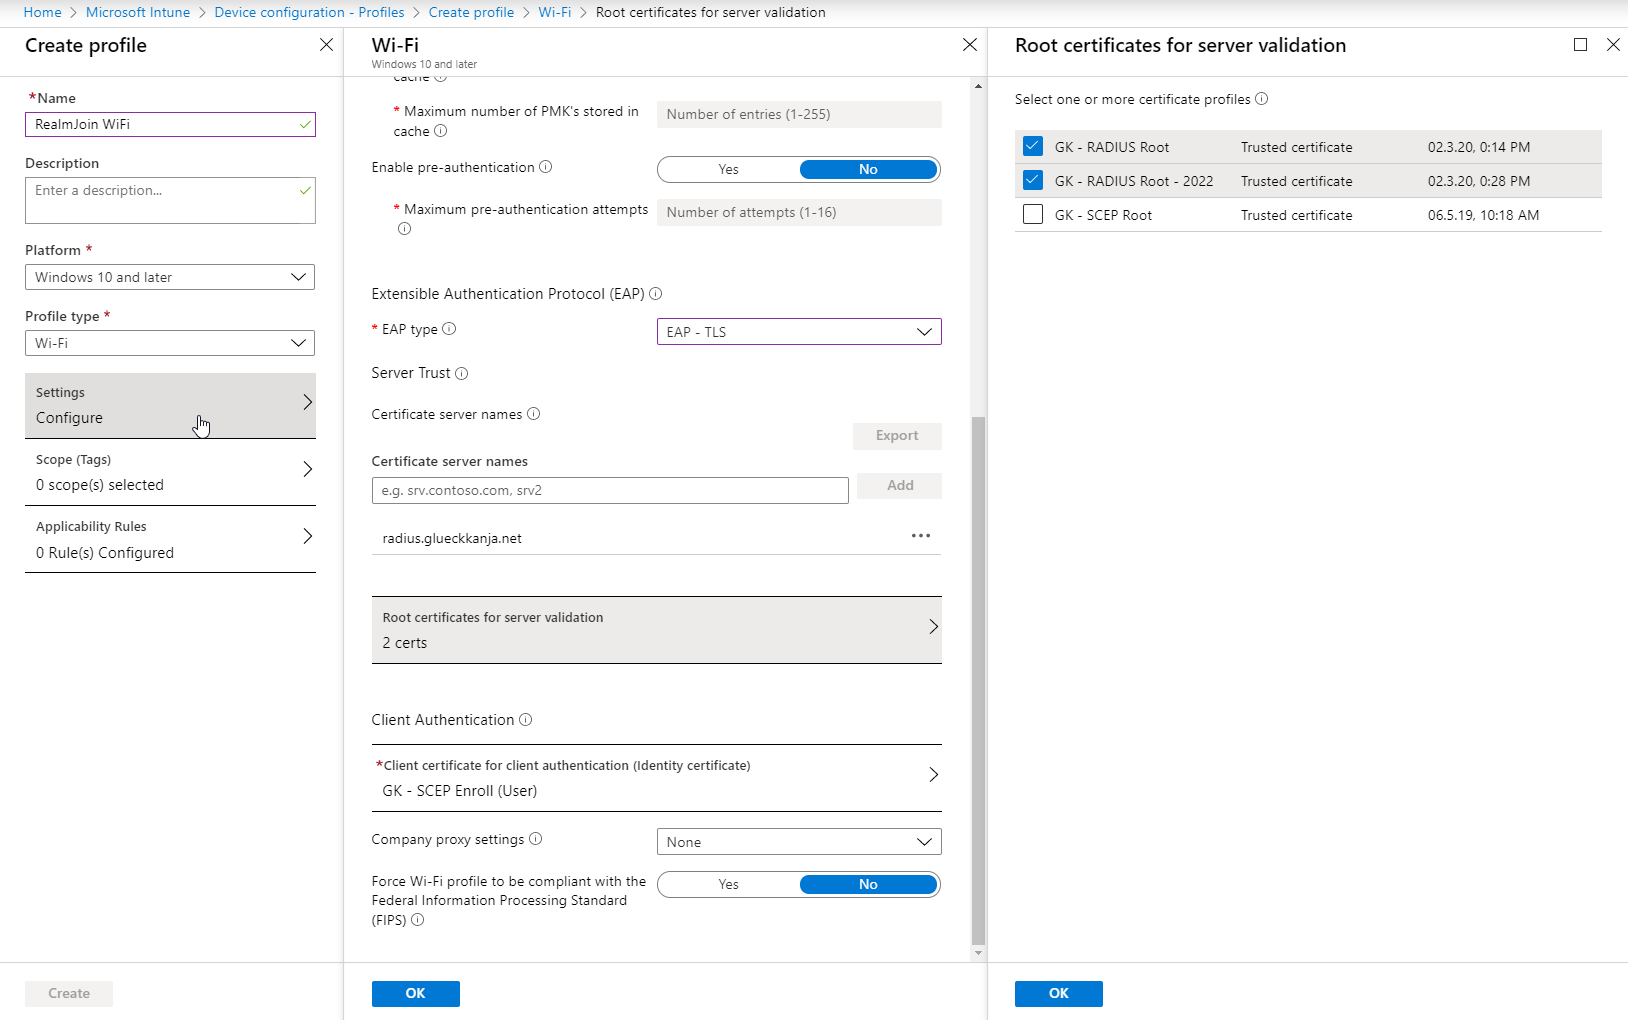 Home > Microsoft Intune > Device configuration - Profiles > Create profile > Wi-Fi > Root certificates for server validation
Create profile
*Name
RealmJoin WiFi
Description
Enter a description...
Platform *
Windows 10 and later
Profile type *
Wi-Fi
Settings
Configure
Scope (Tags)
0 scope(s) selected
Applicability Rules
0 Rule(s) Configured
Create
Wi-Fi
Windows 10 and later
cache
* Maximum number of PMK's stored in
cache
Number of entries (1-255)
Enable pre-authentication
Yes No
* Maximum pre-authentication attempts
Number of attempts (1-16)
Extensible Authentication Protocol (EAP)
* EAP type
EAP - TLS
Server Trust
Certificate server names
Export
Certificate server names
e.g. srv.contoso.com, srv2
Add
radius.glueckkanja.net
Root certificates for server validation
2 certs
Client Authentication
*Client certificate for client authentication (Identity certificate)
GK - SCEP Enroll (User)
Company proxy settings
None
Force Wi-Fi profile to be compliant with the
Federal Information Processing Standard
(FIPS)
Yes No
OK
Root certificates for server validation
Select one or more certificate profiles
GK - RADIUS Root Trusted certificate 02.3.20, 0:14 PM
GK - RADIUS Root - 2022 Trusted certificate 02.3.20, 0:28 PM
GK - SCEP Root Trusted certificate 06.5.19, 10:18 AM
OK